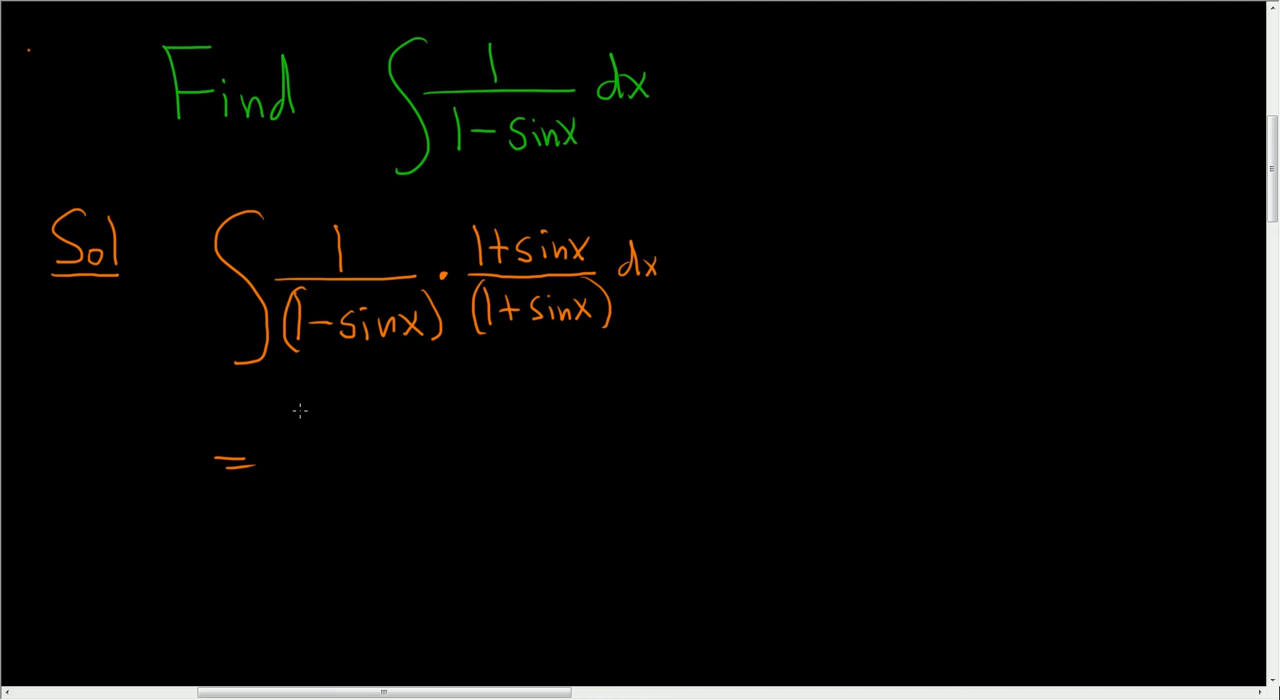 Find ∫ 1/(1-sinx) dx
Sol ∫ 1/(1-sinx) · (1+sinx)/(1+sinx) dx
=